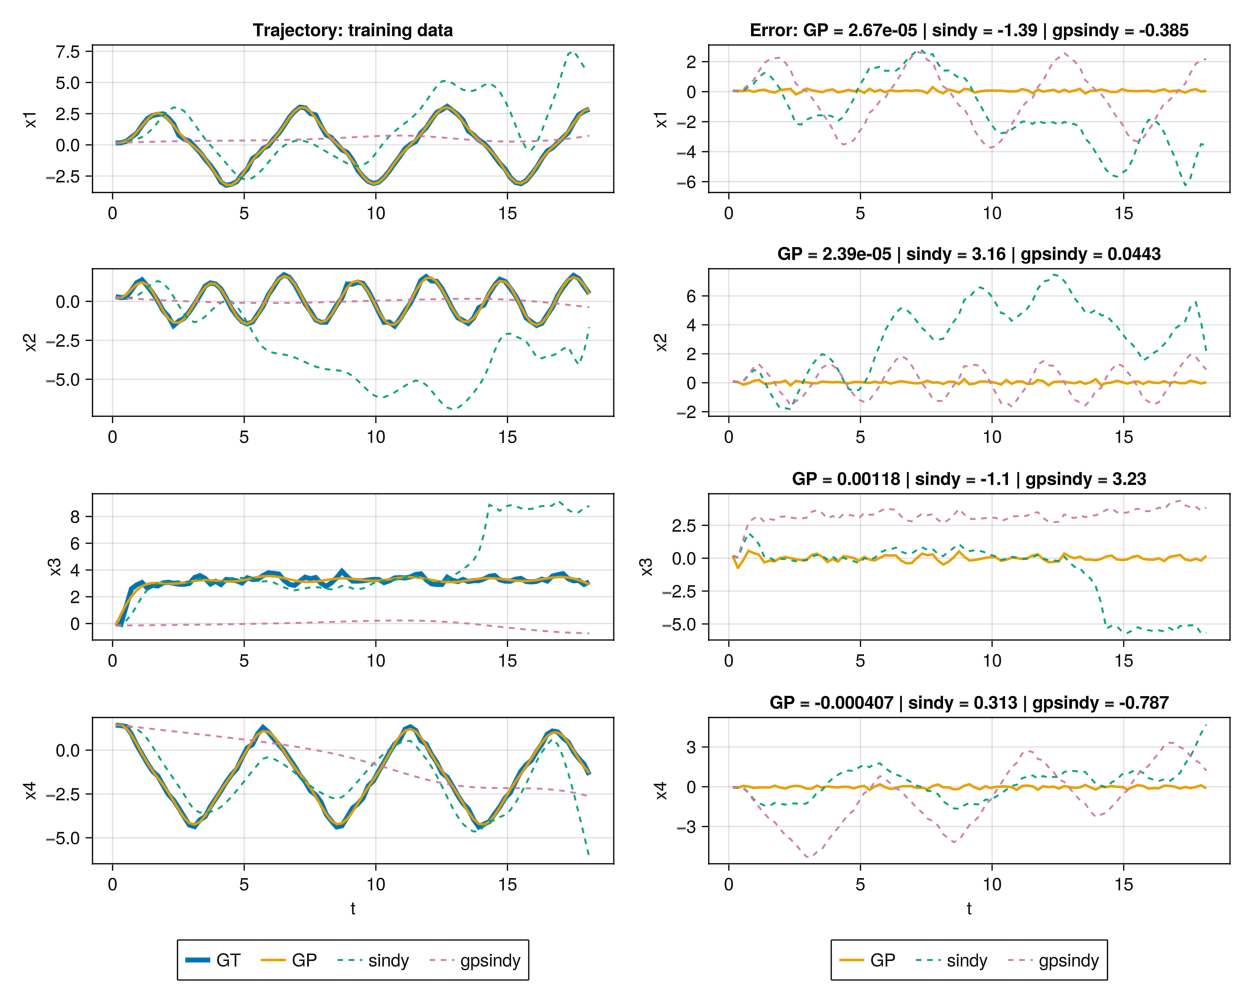 Trajectory: training data
7.5
5.0
2.5
0.0
−2.5
x1
0 5 10 15
Error: GP = 2.67e-05 | sindy = -1.39 | gpsindy = -0.385
2
0
−2
−4
−6
x1
0 5 10 15
0.0
−2.5
−5.0
x2
0 5 10 15
GP = 2.39e-05 | sindy = 3.16 | gpsindy = 0.0443
6
4
2
0
−2
x2
0 5 10 15
8
6
4
2
0
x3
0 5 10 15
GP = 0.00118 | sindy = -1.1 | gpsindy = 3.23
2.5
0.0
−2.5
−5.0
x3
0 5 10 15
0.0
−2.5
−5.0
x4
0 5 10 15
t
GP = -0.000407 | sindy = 0.313 | gpsindy = -0.787
3
0
−3
x4
0 5 10 15
t
GT GP sindy gpsindy
GP sindy gpsindy